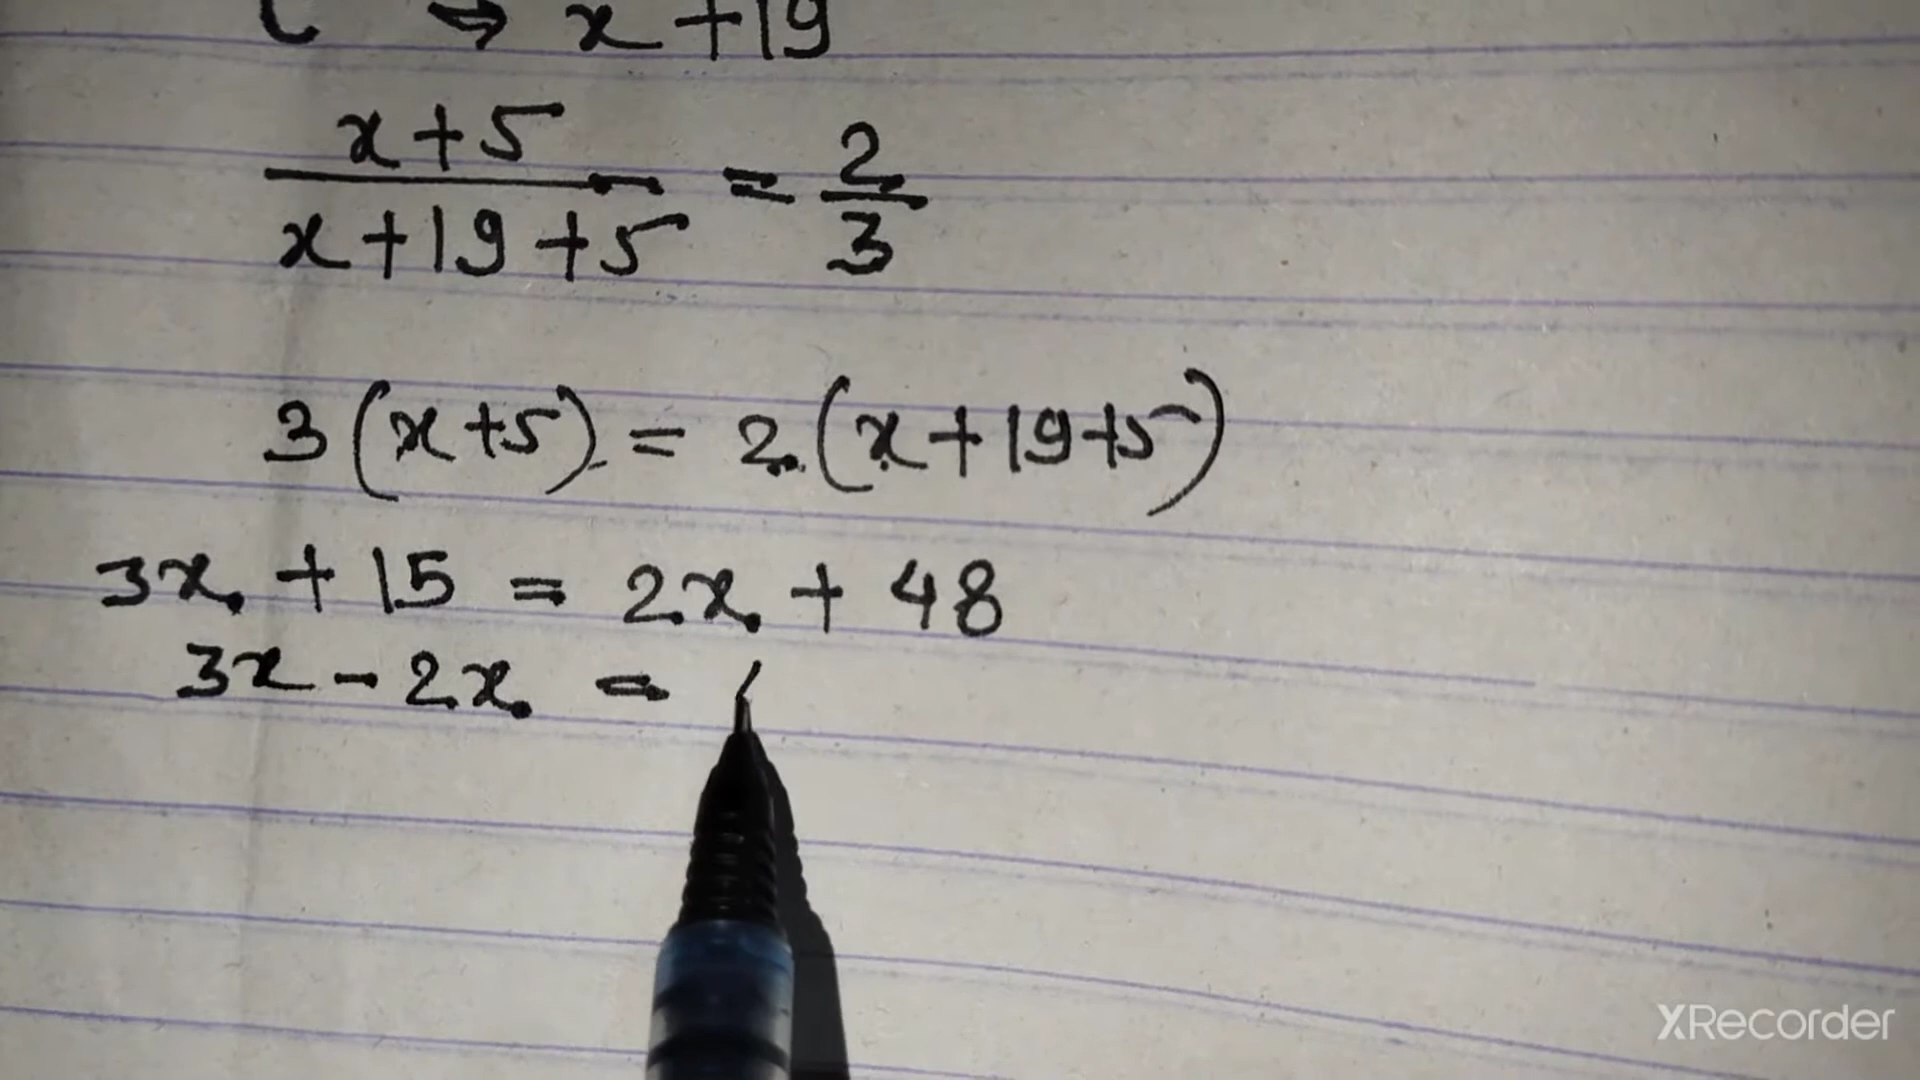 → x + 19
x + 5 / x + 19 + 5 = 2 / 3
3 (x + 5) = 2 (x + 19 + 5)
3x + 15 = 2x + 48
3x - 2x =
XRecorder